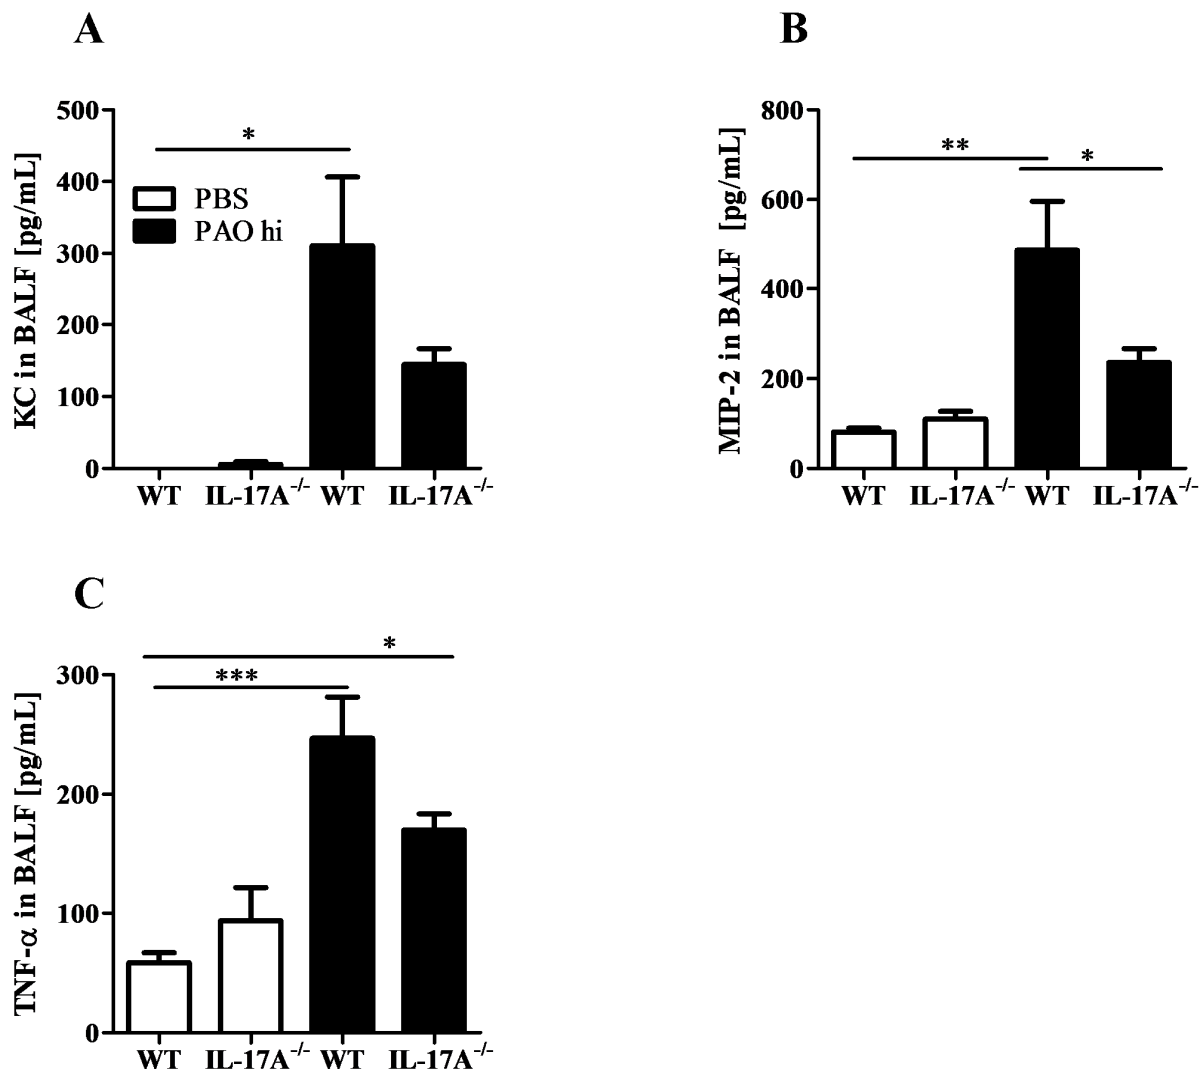 A
KC in BALF [pg/mL]
500
400
300
200
100
0
*
PBS
PAO hi
WT IL-17A-/- WT IL-17A-/-
B
MIP-2 in BALF [pg/mL]
800
600
400
200
0
**
*
WT IL-17A-/- WT IL-17A-/-
C
TNF-α in BALF [pg/mL]
300
200
100
0
*
***
WT IL-17A-/- WT IL-17A-/-